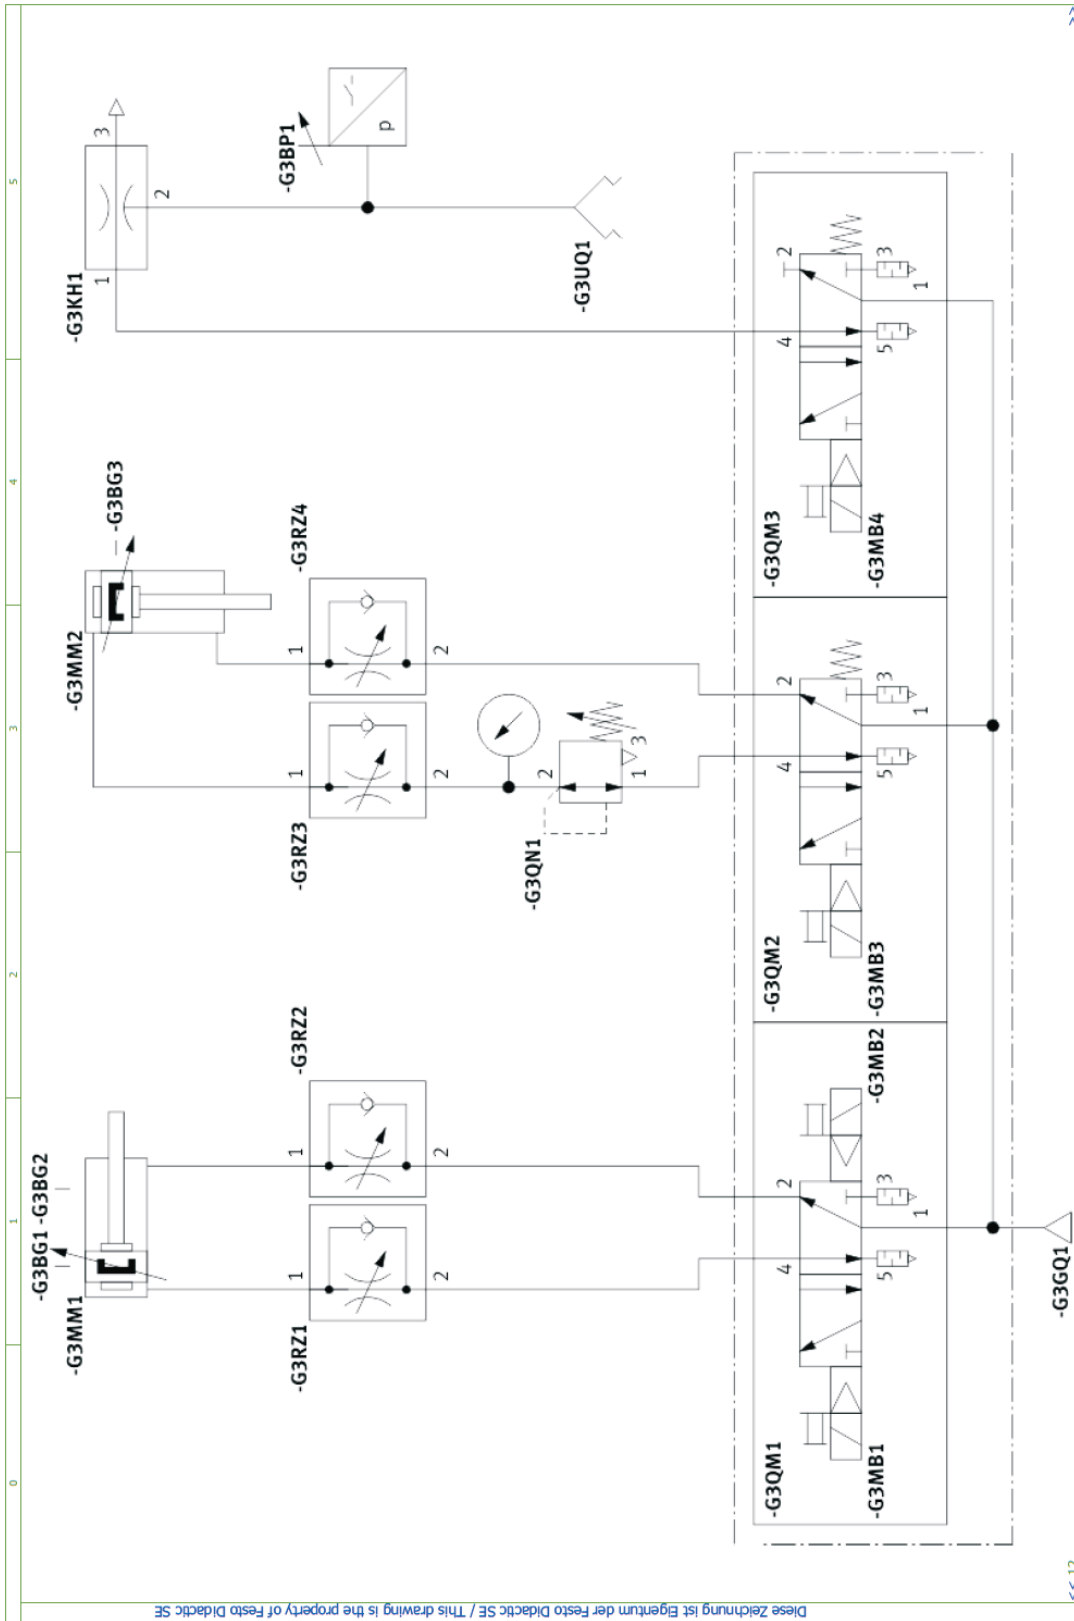 -G3MM1
-G3BG1 -G3BG2
-G3MM2
-G3BG3
-G3KH1
1
3
2
-G3BP1
p
-G3UQ1
-G3RZ1
1
2
-G3RZ2
1
2
-G3RZ3
1
2
-G3RZ4
1
2
-G3QN1
2
1
3
-G3QM1
4
2
5
1
3
-G3MB1
-G3MB2
-G3QM2
4
2
5
1
3
-G3MB3
-G3QM3
4
2
5
1
3
-G3MB4
-G3GQ1
0
1
2
3
4
5
Diese Zeichnung ist Eigentum der Festo Didactic SE / This drawing is the property of Festo Didactic SE